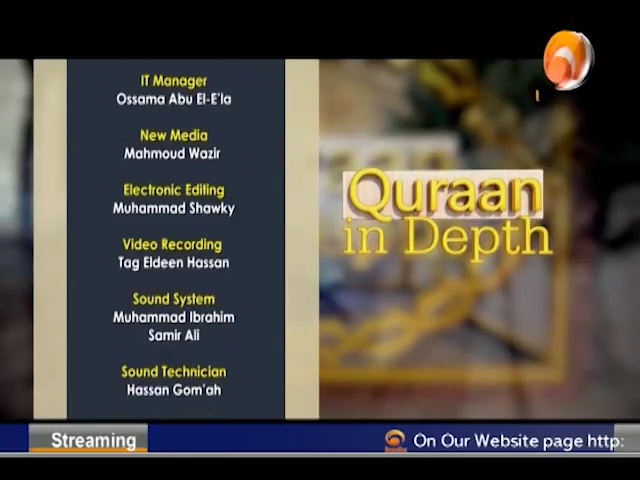 IT Manager
Ossama Abu El-E'la
New Media
Mahmoud Wazir
Electronic Editing
Muhammad Shawky
Video Recording
Tag Eldeen Hassan
Sound System
Muhammad Ibrahim
Samir Ali
Sound Technician
Hassan Gom'ah
Quraan
in Depth
Streaming
On Our Website page http: